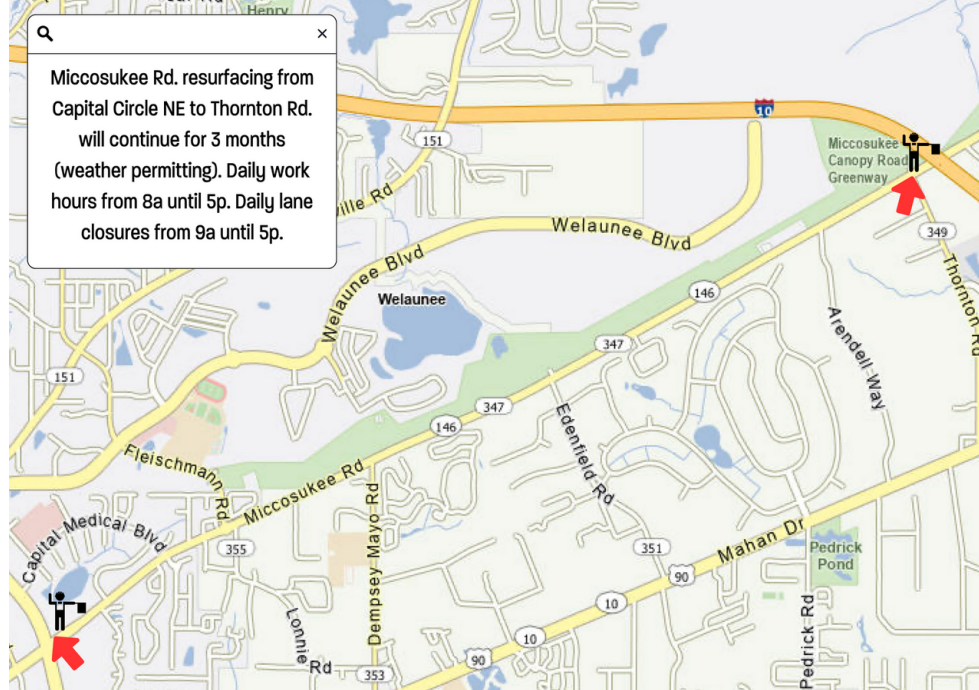 Henry
×
Miccosukee Rd. resurfacing from
Capital Circle NE to Thornton Rd.
will continue for 3 months
(weather permitting). Daily work
hours from 8a until 5p. Daily lane
closures from 9a until 5p.
10
151
Miccosukee
Canopy Road
Greenway
ville Rd
349
Welaunee Blvd
Welaunee Blvd
Thornton Rd
Welaunee
146
Arendell Way
347
151
347
146
Edenfield Rd
Fleischmann Rd
Miccosukee Rd
Dempsey Mayo Rd
Capital Medical Blvd
355
351
Mahan Dr
Pedrick
Pond
90
10
Lonnie Rd
10
Pedrick Rd
90
353